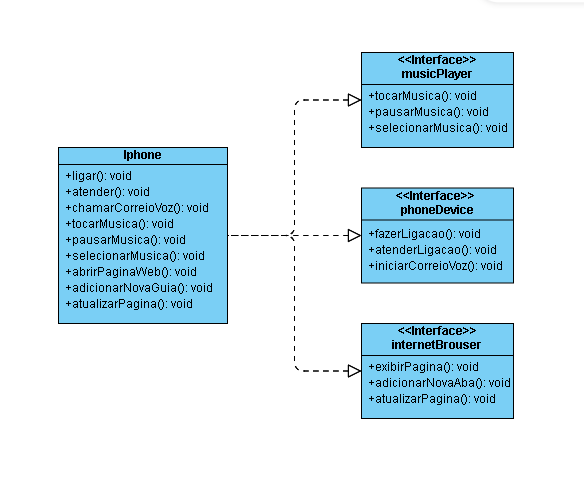 Iphone
+ligar(): void
+atender(): void
+chamarCorreioVoz(): void
+tocarMusica(): void
+pausarMusica(): void
+selecionarMusica(): void
+abrirPaginaWeb(): void
+adicionarNovaGuia(): void
+atualizarPagina(): void
<<Interface>>
musicPlayer
+tocarMusica(): void
+pausarMusica(): void
+selecionarMusica(): void
<<Interface>>
phoneDevice
+fazerLigacao(): void
+atenderLigacao(): void
+iniciarCorreioVoz(): void
<<Interface>>
internetBrouser
+exibirPagina(): void
+adicionarNovaAba(): void
+atualizarPagina(): void